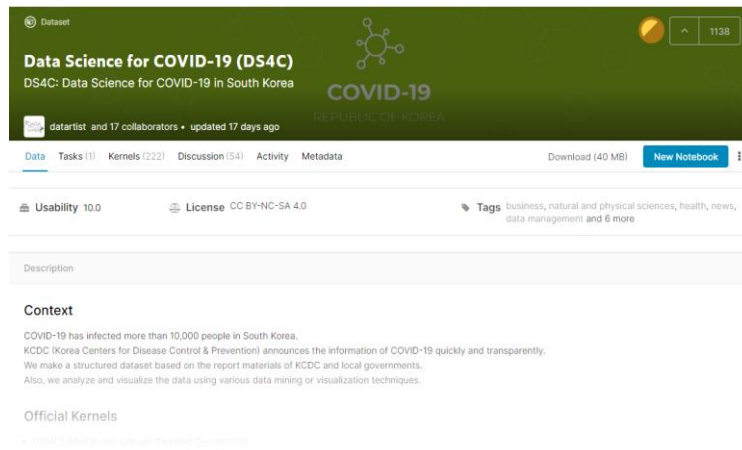 Dataset
1138
Data Science for COVID-19 (DS4C)
DS4C: Data Science for COVID-19 in South Korea
COVID-19
REPUBLIC OF KOREA
datartist and 17 collaborators • updated 17 days ago
Data Tasks (1) Kernels (222) Discussion (54) Activity Metadata Download (40 MB) New Notebook
Usability 10.0 License CC BY-NC-SA 4.0 Tags business, natural and physical sciences, health, news,
data management and 6 more
Description
Context
COVID-19 has infected more than 10,000 people in South Korea.
KCDC (Korea Centers for Disease Control & Prevention) announces the information of COVID-19 quickly and transparently.
We make a structured dataset based on the report materials of KCDC and local governments.
Also, we analyze and visualize the data using various data mining or visualization techniques.
Official Kernels